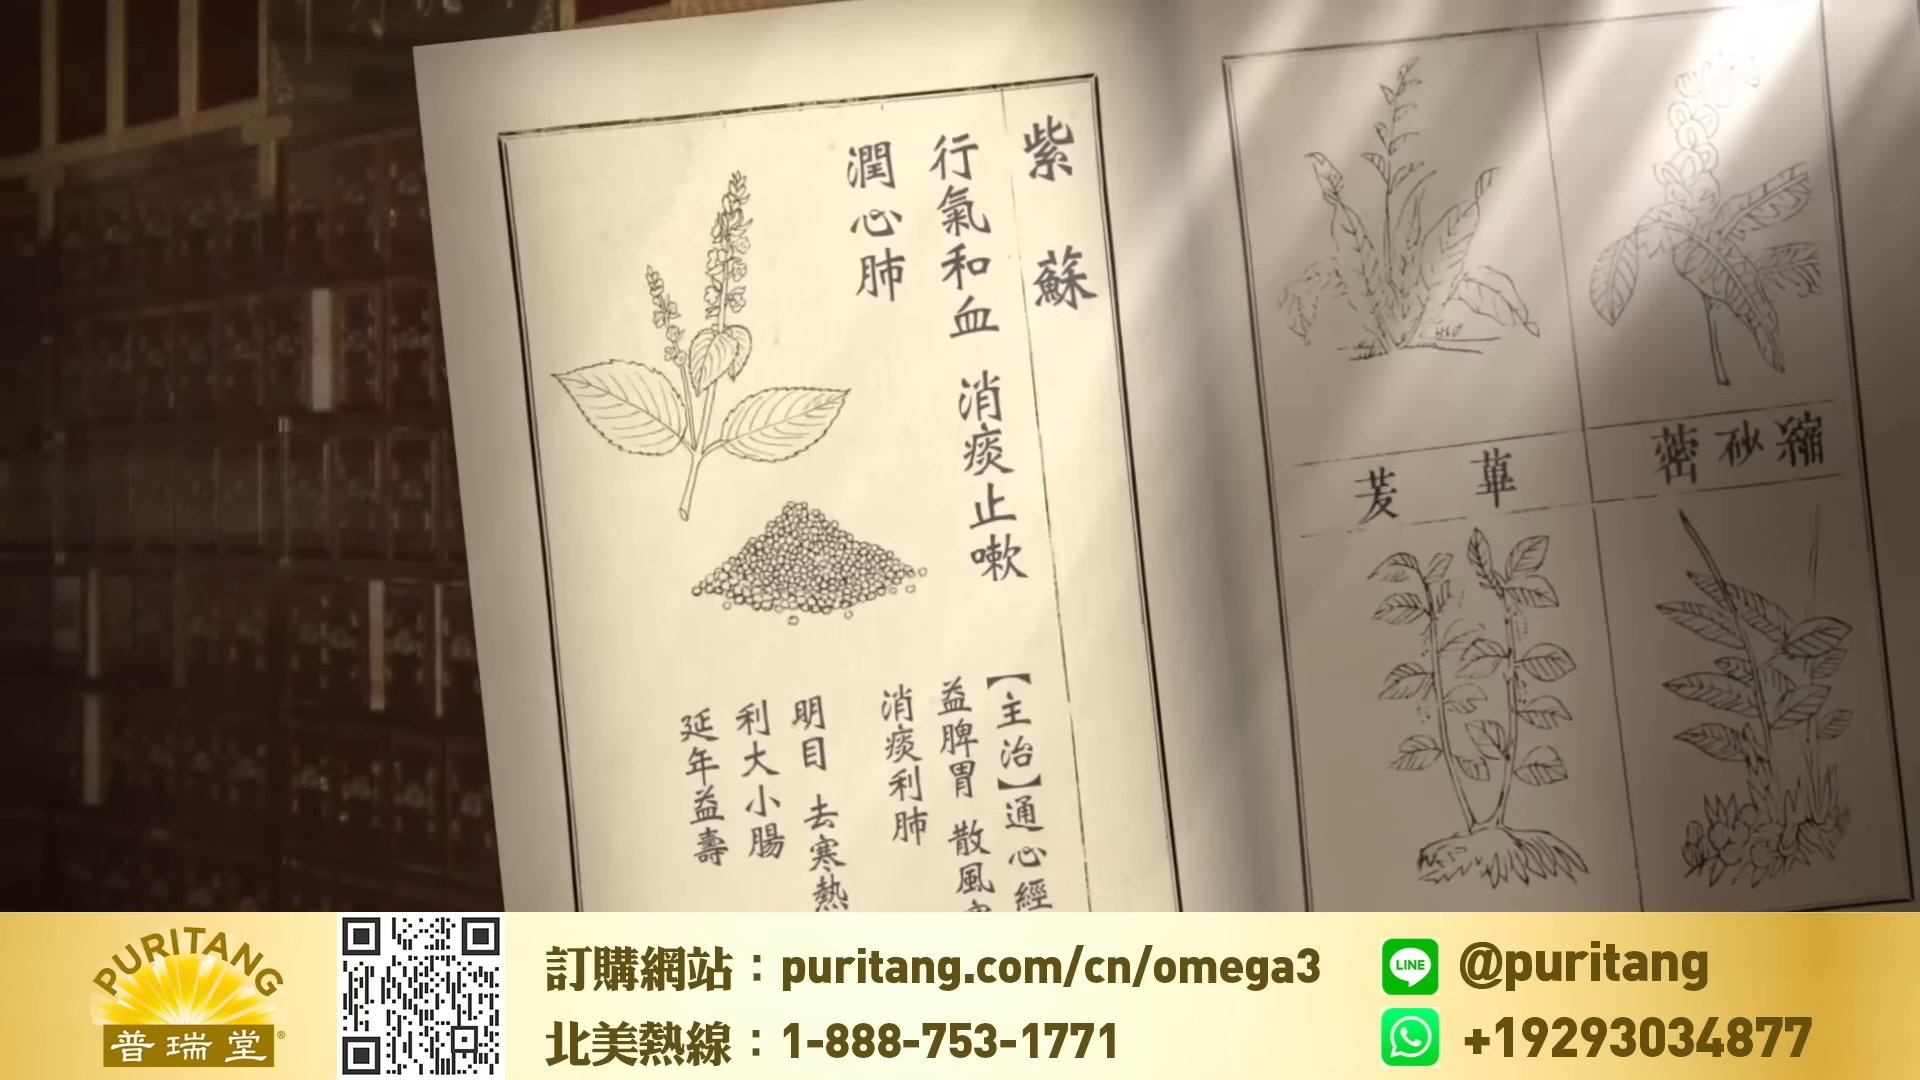 紫蘇
行氣和血 消痰止嗽
潤心肺
【主治】通心經
益脾胃 散風
消痰利肺
明目 去寒熱
利大小腸
延年益壽
縮砂蔤
蓽茇
PURITANG
普瑞堂®
訂購網站：puritang.com/cn/omega3
北美熱線：1-888-753-1771
LINE
@puritang
+19293034877